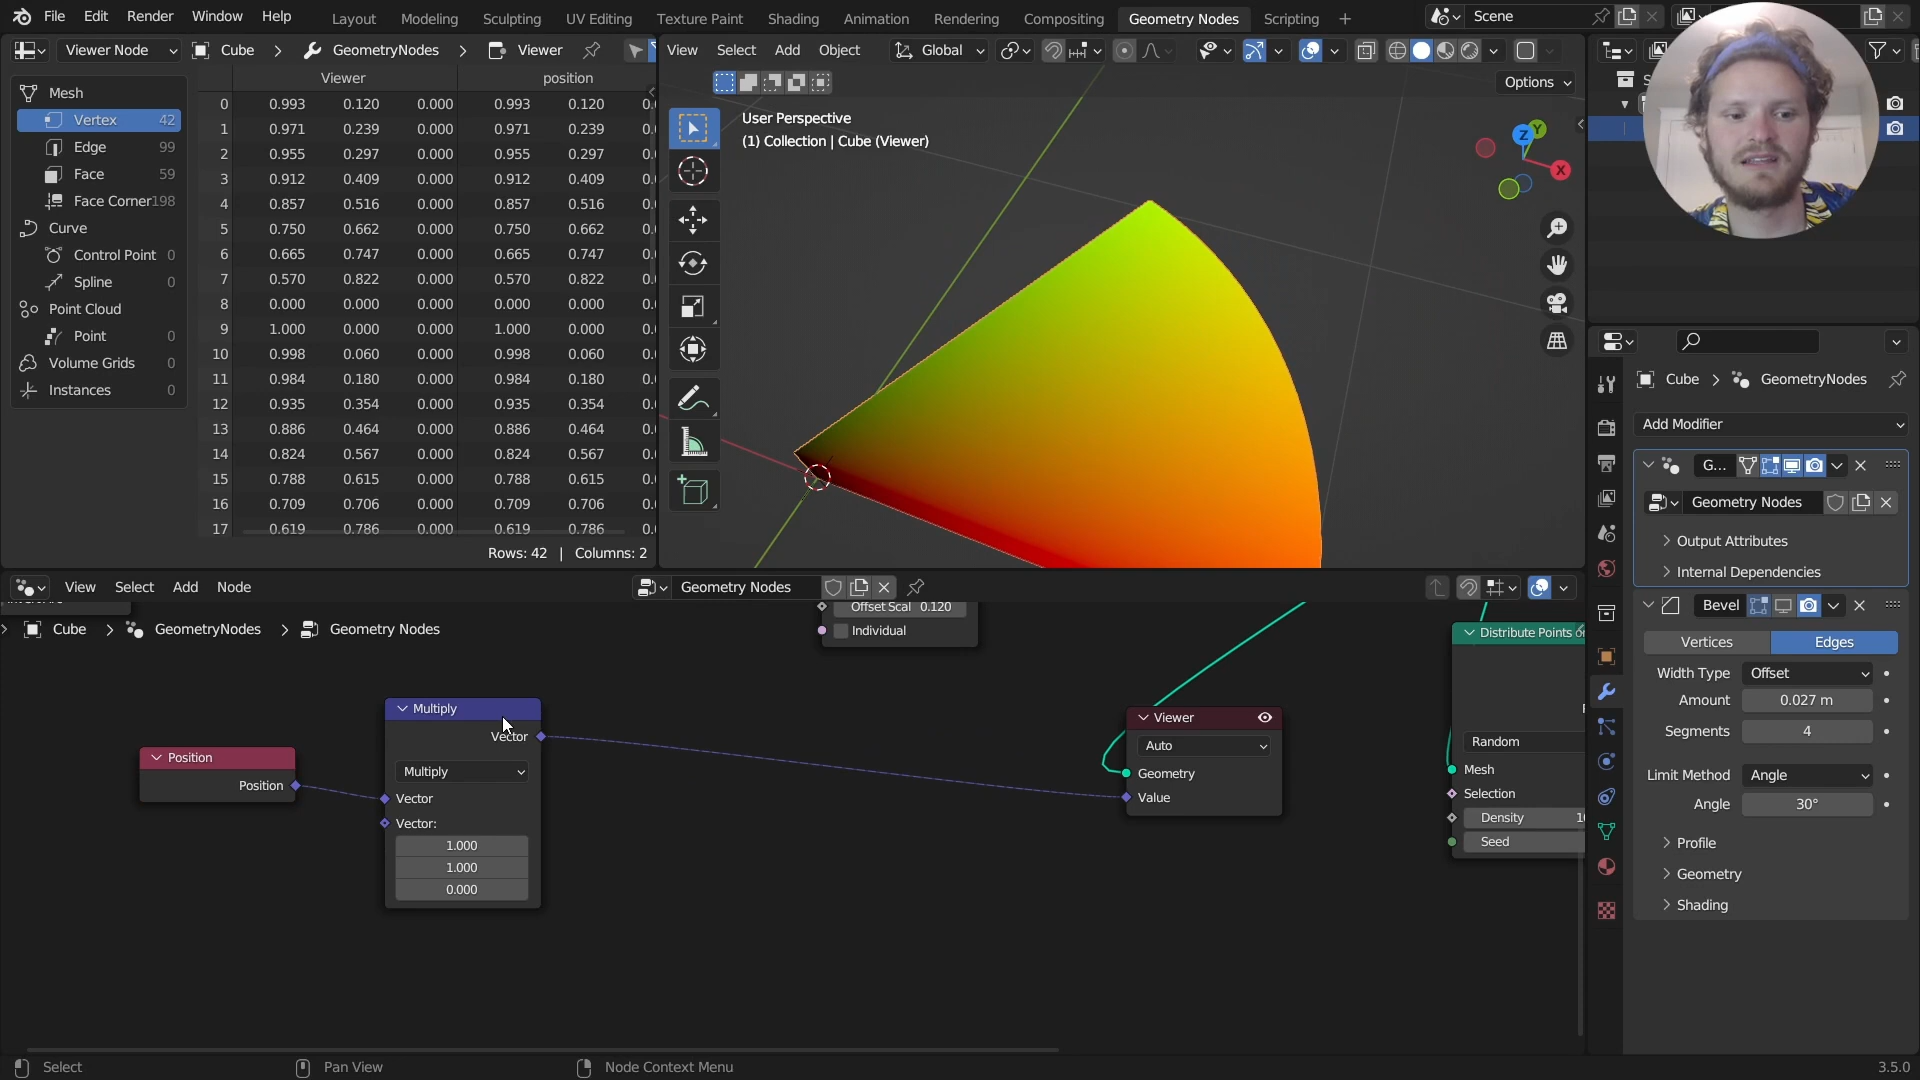 File Edit Render Window Help
Layout Modeling Sculpting UV Editing Texture Paint Shading Animation Rendering Compositing Geometry Nodes Scripting +
Scene
Viewer Node Cube > GeometryNodes > Viewer
View Select Add Object Global
Options
Viewer position
Mesh
Vertex 42
Edge 99
Face 59
Face Corner 198
Curve
Control Point 0
Spline 0
Point Cloud
Point 0
Volume Grids 0
Instances 0
0 0.993 0.120 0.000 0.993 0.120
1 0.971 0.239 0.000 0.971 0.239
2 0.955 0.297 0.000 0.955 0.297
3 0.912 0.409 0.000 0.912 0.409
4 0.857 0.516 0.000 0.857 0.516
5 0.750 0.662 0.000 0.750 0.662
6 0.665 0.747 0.000 0.665 0.747
7 0.570 0.822 0.000 0.570 0.822
8 0.000 0.000 0.000 0.000 0.000
9 1.000 0.000 0.000 1.000 0.000
10 0.998 0.060 0.000 0.998 0.060
11 0.984 0.180 0.000 0.984 0.180
12 0.935 0.354 0.000 0.935 0.354
13 0.886 0.464 0.000 0.886 0.464
14 0.824 0.567 0.000 0.824 0.567
15 0.788 0.615 0.000 0.788 0.615
16 0.709 0.706 0.000 0.709 0.706
17 0.619 0.786 0.000 0.619 0.786
Rows: 42 | Columns: 2
User Perspective
(1) Collection | Cube (Viewer)
Z Y
X
Cube > GeometryNodes
Add Modifier
G...
Geometry Nodes
Output Attributes
Internal Dependencies
Bevel
Vertices Edges
Width Type Offset
Amount 0.027 m
Segments 4
Limit Method Angle
Angle 30°
Profile
Geometry
Shading
View Select Add Node
Geometry Nodes
Cube > GeometryNodes > Geometry Nodes
Offset Scal 0.120
Individual
Position
Position
Multiply
Vector
Multiply
Vector
Vector:
1.000
1.000
0.000
Viewer
Auto
Geometry
Value
Distribute Points
Random
Mesh
Selection
Density
Seed
Select Pan View Node Context Menu
3.5.0